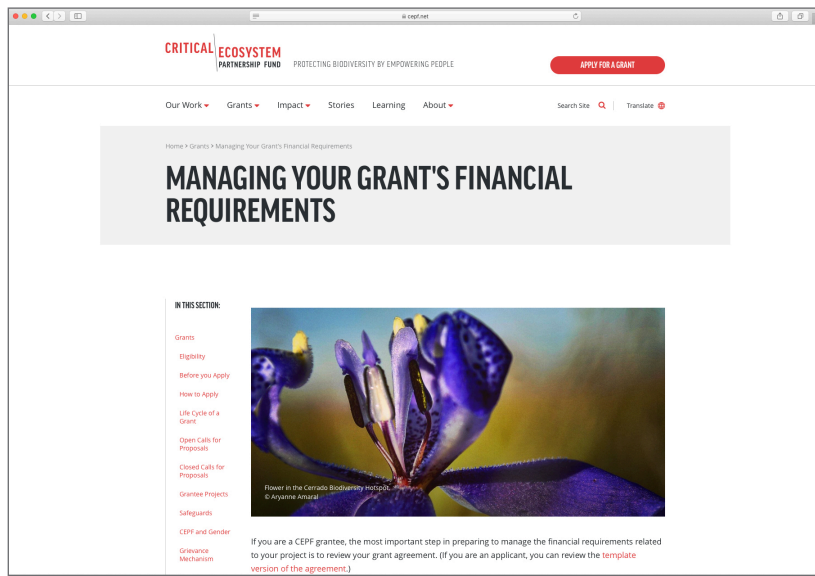 cepf.net
CRITICAL
ECOSYSTEM
PARTNERSHIP FUND
PROTECTING BIODIVERSITY BY EMPOWERING PEOPLE
APPLY FOR A GRANT
Our Work Grants Impact Stories Learning About
Search Site Translate
Home > Grants > Managing Your Grant's Financial Requirements
MANAGING YOUR GRANT'S FINANCIAL
REQUIREMENTS
IN THIS SECTION:
Grants
Eligibility
Before you Apply
How to Apply
Life Cycle of a
Grant
Open Calls for
Proposals
Closed Calls for
Proposals
Grantee Projects
Safeguards
CEPF and Gender
Grievance
Mechanism
Flower in the Cerrado Biodiversity Hotspot.
© Aryanne Amaral
If you are a CEPF grantee, the most important step in preparing to manage the financial requirements related
to your project is to review your grant agreement. (If you are an applicant, you can review the template
version of the agreement.)